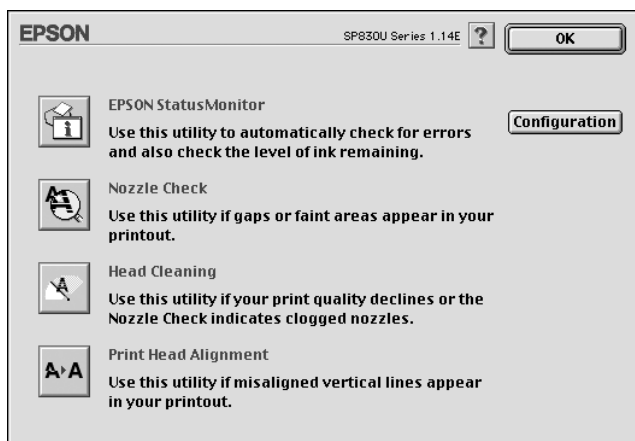 EPSON
SP830U Series 1.14E
?
OK
EPSON StatusMonitor
Use this utility to automatically check for errors
and also check the level of ink remaining.
Configuration
Nozzle Check
Use this utility if gaps or faint areas appear in your
printout.
Head Cleaning
Use this utility if your print quality declines or the
Nozzle Check indicates clogged nozzles.
A▸A
Print Head Alignment
Use this utility if misaligned vertical lines appear
in your printout.